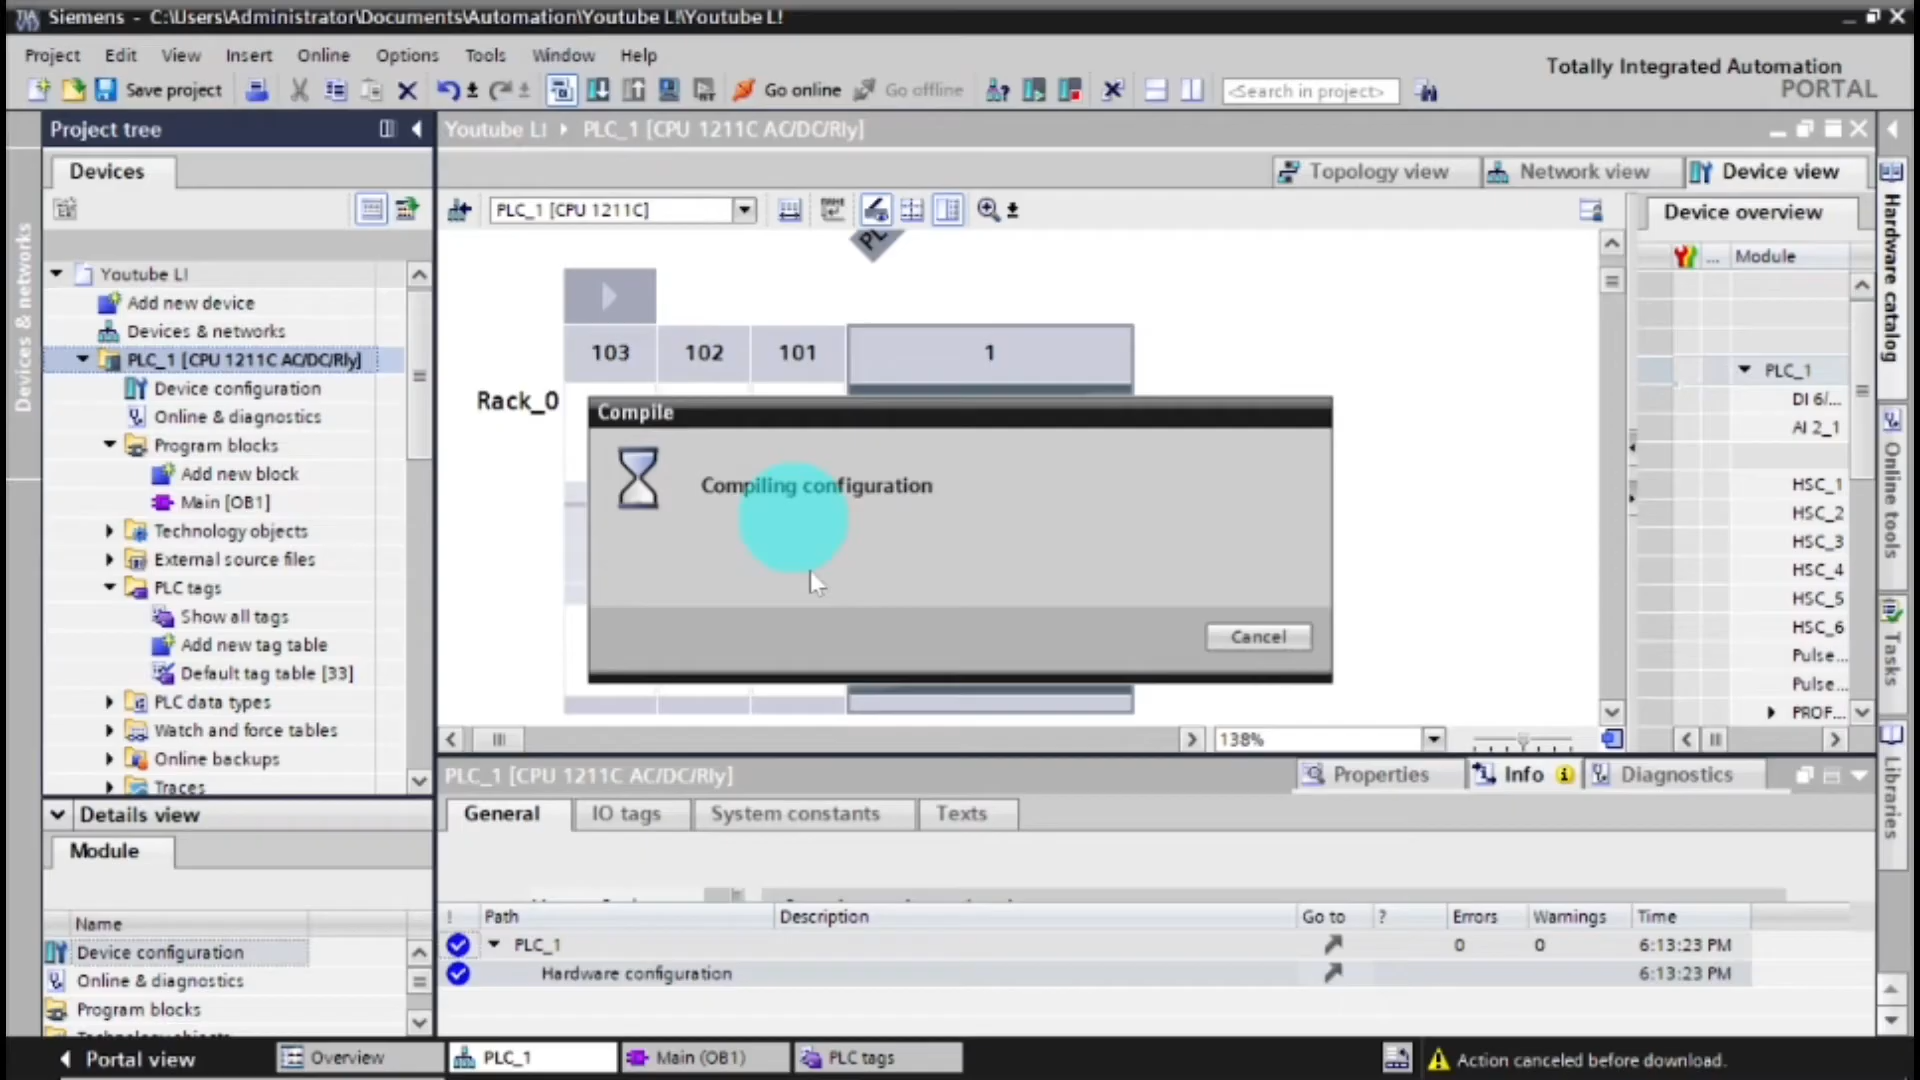 Siemens - C:\Users\Administrator\Documents\Automation\Youtube L!\Youtube L!
Project Edit View Insert Online Options Tools Window Help
Totally Integrated Automation
PORTAL
Save project
Go online
Go offline
<Search in project>
Project tree
Youtube L! PLC_1 [CPU 1211C AC/DC/Rly]
Devices
Topology view
Network view
Device view
PLC_1 [CPU 1211C]
Device overview
... Module
Devices & networks
Youtube L!
Add new device
Devices & networks
PLC_1 [CPU 1211C AC/DC/Rly]
Device configuration
Online & diagnostics
Program blocks
Add new block
Main [OB1]
Technology objects
External source files
PLC tags
Show all tags
Add new tag table
Default tag table [33]
PLC data types
Watch and force tables
Online backups
Traces
103 102 101 1
Rack_0
Compile
Compiling configuration
Cancel
PLC_1
DI 6/...
AI 2_1
HSC_1
HSC_2
HSC_3
HSC_4
HSC_5
HSC_6
Pulse...
Pulse...
PROF...
Hardware catalog
Online tools
Tasks
Libraries
138%
PLC_1 [CPU 1211C AC/DC/Rly]
Properties
Info
Diagnostics
General
IO tags
System constants
Texts
! Path Description Go to ? Errors Warnings Time
PLC_1 0 0 6:13:23 PM
Hardware configuration 6:13:23 PM
Details view
Module
Name
Device configuration
Online & diagnostics
Program blocks
Portal view
Overview
PLC_1
Main (OB1)
PLC tags
Action canceled before download.